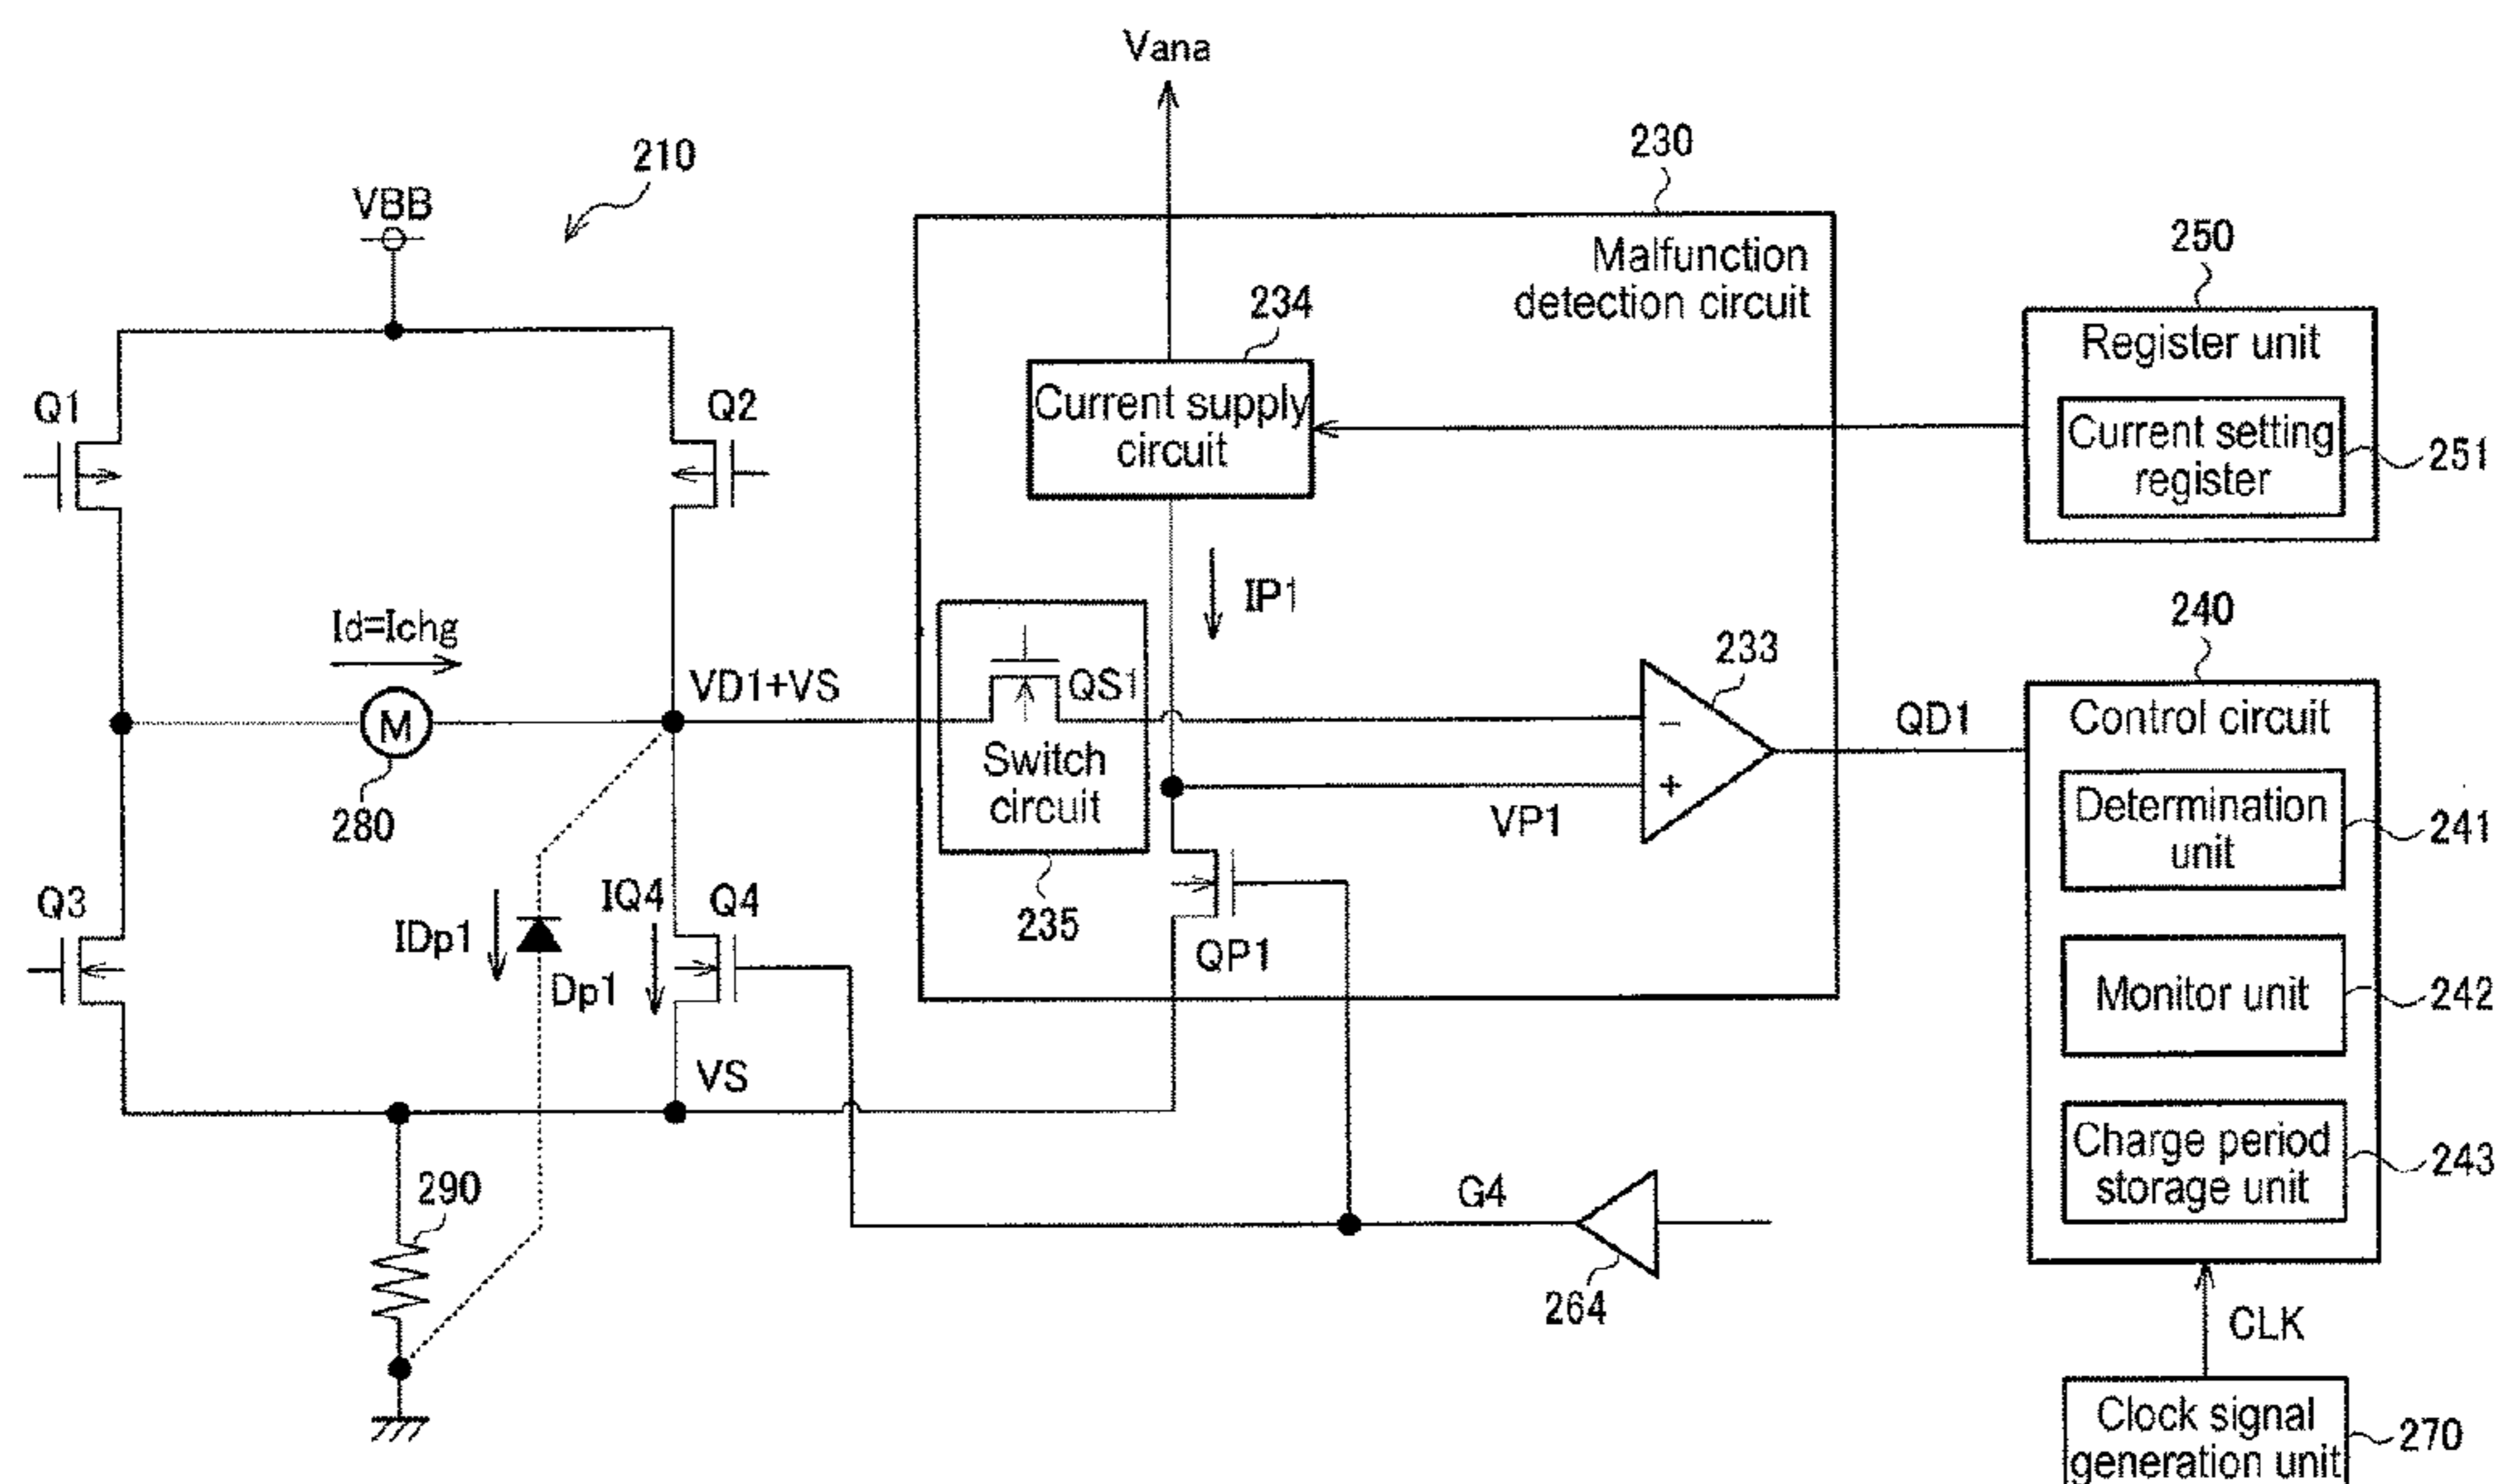 Vana
210
230
VBB
Malfunction
detection circuit
250
234
Register unit
Q1
Q2
Current supply
circuit
Current setting
register
251
IP1
240
Id=Ichg
233
VD1+VS
QS1
M
QD1
Control circuit
Switch
circuit
−
+
Determination
unit
241
280
VP1
Q3
IQ4
Q4
235
IDp1
Dp1
QP1
Monitor unit
242
VS
Charge period
storage unit
243
290
G4
264
CLK
Clock signal
generation unit
270